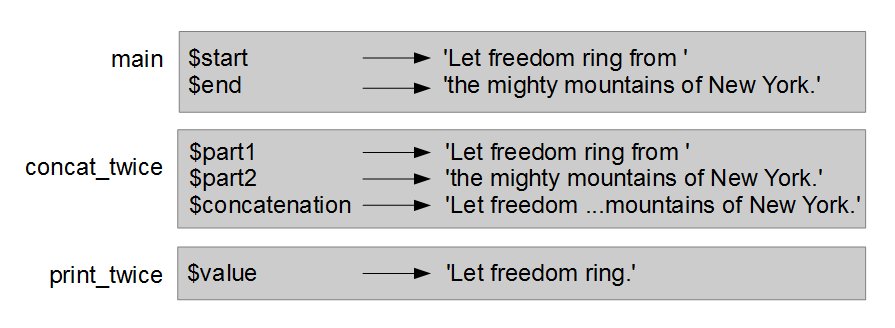 main $start 'Let freedom ring from '
$end 'the mighty mountains of New York.'
concat_twice $part1 'Let freedom ring from '
$part2 'the mighty mountains of New York.'
$concatenation 'Let freedom ...mountains of New York.'
print_twice $value 'Let freedom ring.'